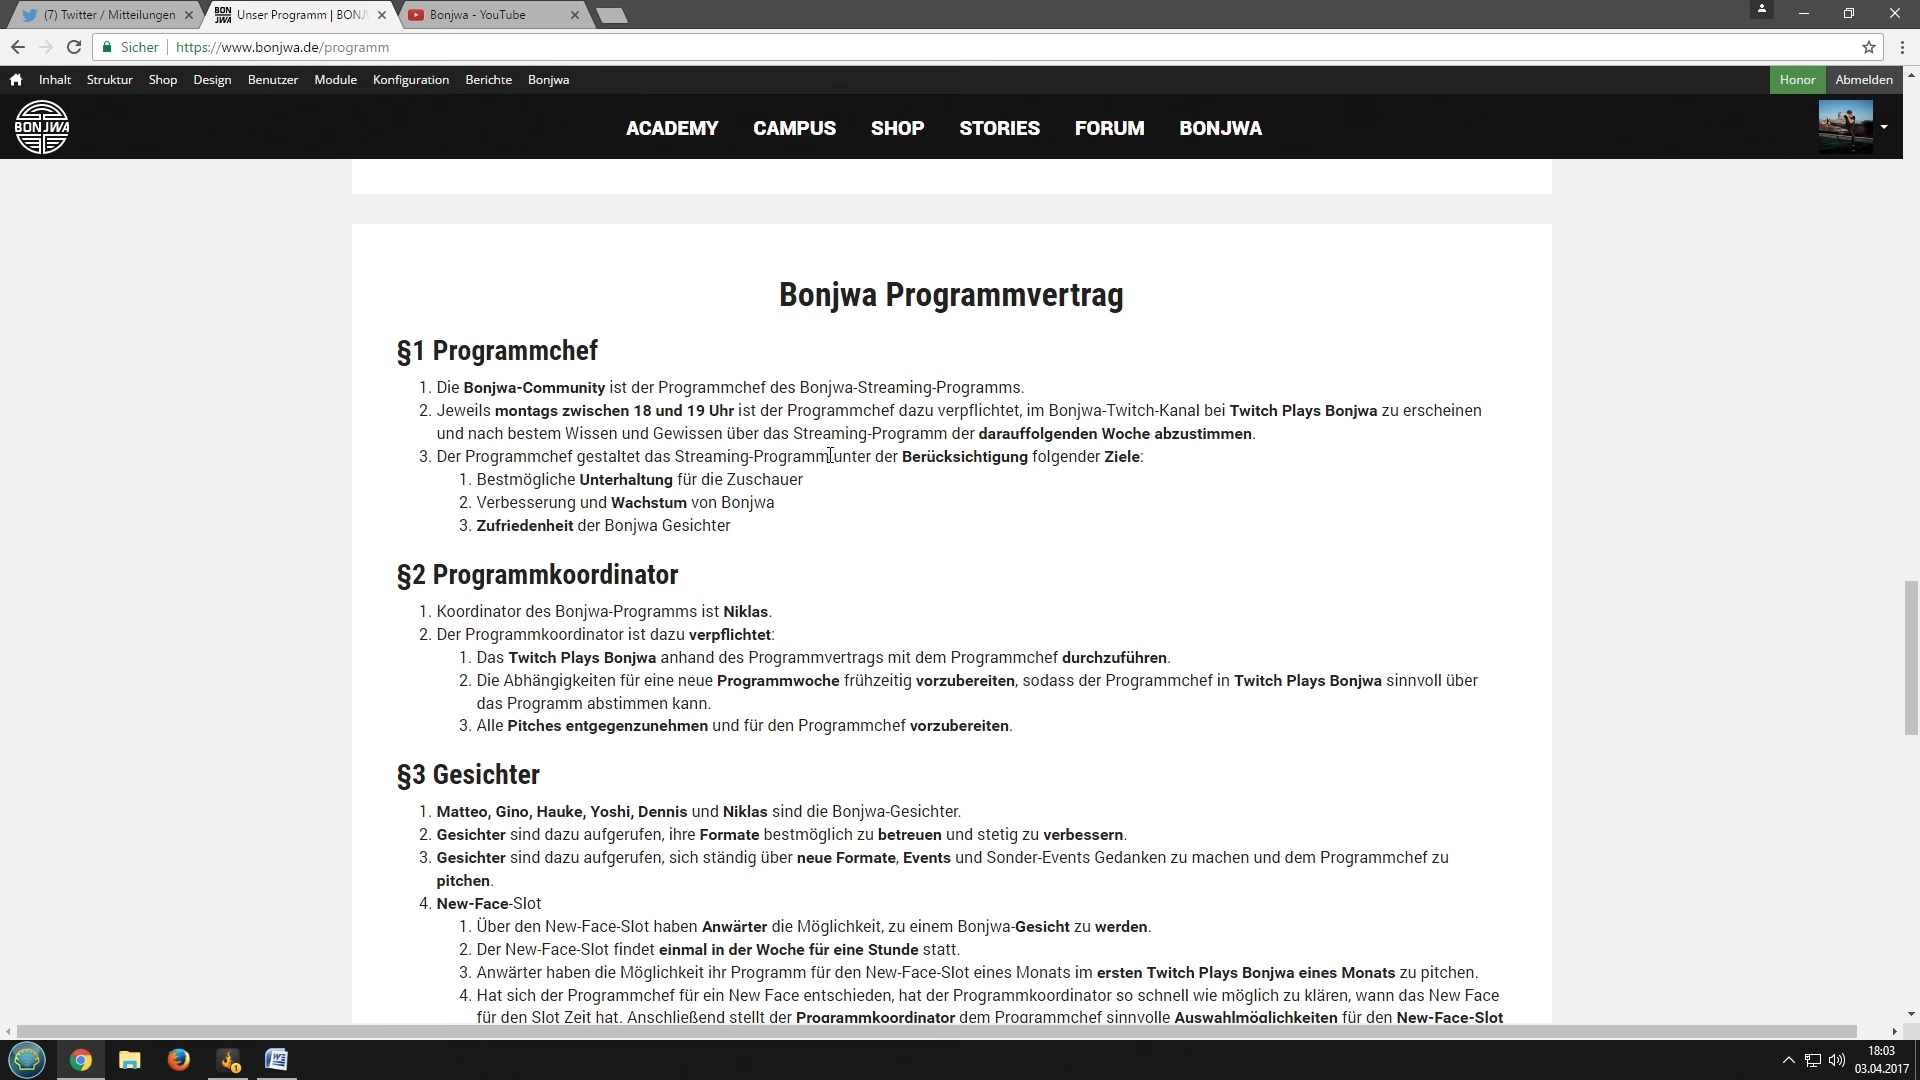 (7) Twitter / Mitteilungen
Unser Programm | BONJ
Bonjwa - YouTube
Sicher
https://www.bonjwa.de/programm
Inhalt Struktur Shop Design Benutzer Module Konfiguration Berichte Bonjwa
Honor Abmelden
BONJWA
ACADEMY CAMPUS SHOP STORIES FORUM BONJWA
Bonjwa Programmvertrag
§1 Programmchef
1. Die Bonjwa-Community ist der Programmchef des Bonjwa-Streaming-Programms.
2. Jeweils montags zwischen 18 und 19 Uhr ist der Programmchef dazu verpflichtet, im Bonjwa-Twitch-Kanal bei Twitch Plays Bonjwa zu erscheinen
und nach bestem Wissen und Gewissen über das Streaming-Programm der darauffolgenden Woche abzustimmen.
3. Der Programmchef gestaltet das Streaming-Programm unter der Berücksichtigung folgender Ziele:
1. Bestmögliche Unterhaltung für die Zuschauer
2. Verbesserung und Wachstum von Bonjwa
3. Zufriedenheit der Bonjwa Gesichter
§2 Programmkoordinator
1. Koordinator des Bonjwa-Programms ist Niklas.
2. Der Programmkoordinator ist dazu verpflichtet:
1. Das Twitch Plays Bonjwa anhand des Programmvertrags mit dem Programmchef durchzuführen.
2. Die Abhängigkeiten für eine neue Programmwoche frühzeitig vorzubereiten, sodass der Programmchef in Twitch Plays Bonjwa sinnvoll über
das Programm abstimmen kann.
3. Alle Pitches entgegenzunehmen und für den Programmchef vorzubereiten.
§3 Gesichter
1. Matteo, Gino, Hauke, Yoshi, Dennis und Niklas sind die Bonjwa-Gesichter.
2. Gesichter sind dazu aufgerufen, ihre Formate bestmöglich zu betreuen und stetig zu verbessern.
3. Gesichter sind dazu aufgerufen, sich ständig über neue Formate, Events und Sonder-Events Gedanken zu machen und dem Programmchef zu
pitchen.
4. New-Face-Slot
1. Über den New-Face-Slot haben Anwärter die Möglichkeit, zu einem Bonjwa-Gesicht zu werden.
2. Der New-Face-Slot findet einmal in der Woche für eine Stunde statt.
3. Anwärter haben die Möglichkeit ihr Programm für den New-Face-Slot eines Monats im ersten Twitch Plays Bonjwa eines Monats zu pitchen.
4. Hat sich der Programmchef für ein New Face entschieden, hat der Programmkoordinator so schnell wie möglich zu klären, wann das New Face
für den Slot Zeit hat. Anschließend stellt der Programmkoordinator dem Programmchef sinnvolle Auswahlmöglichkeiten für den New-Face-Slot
18:03
03.04.2017